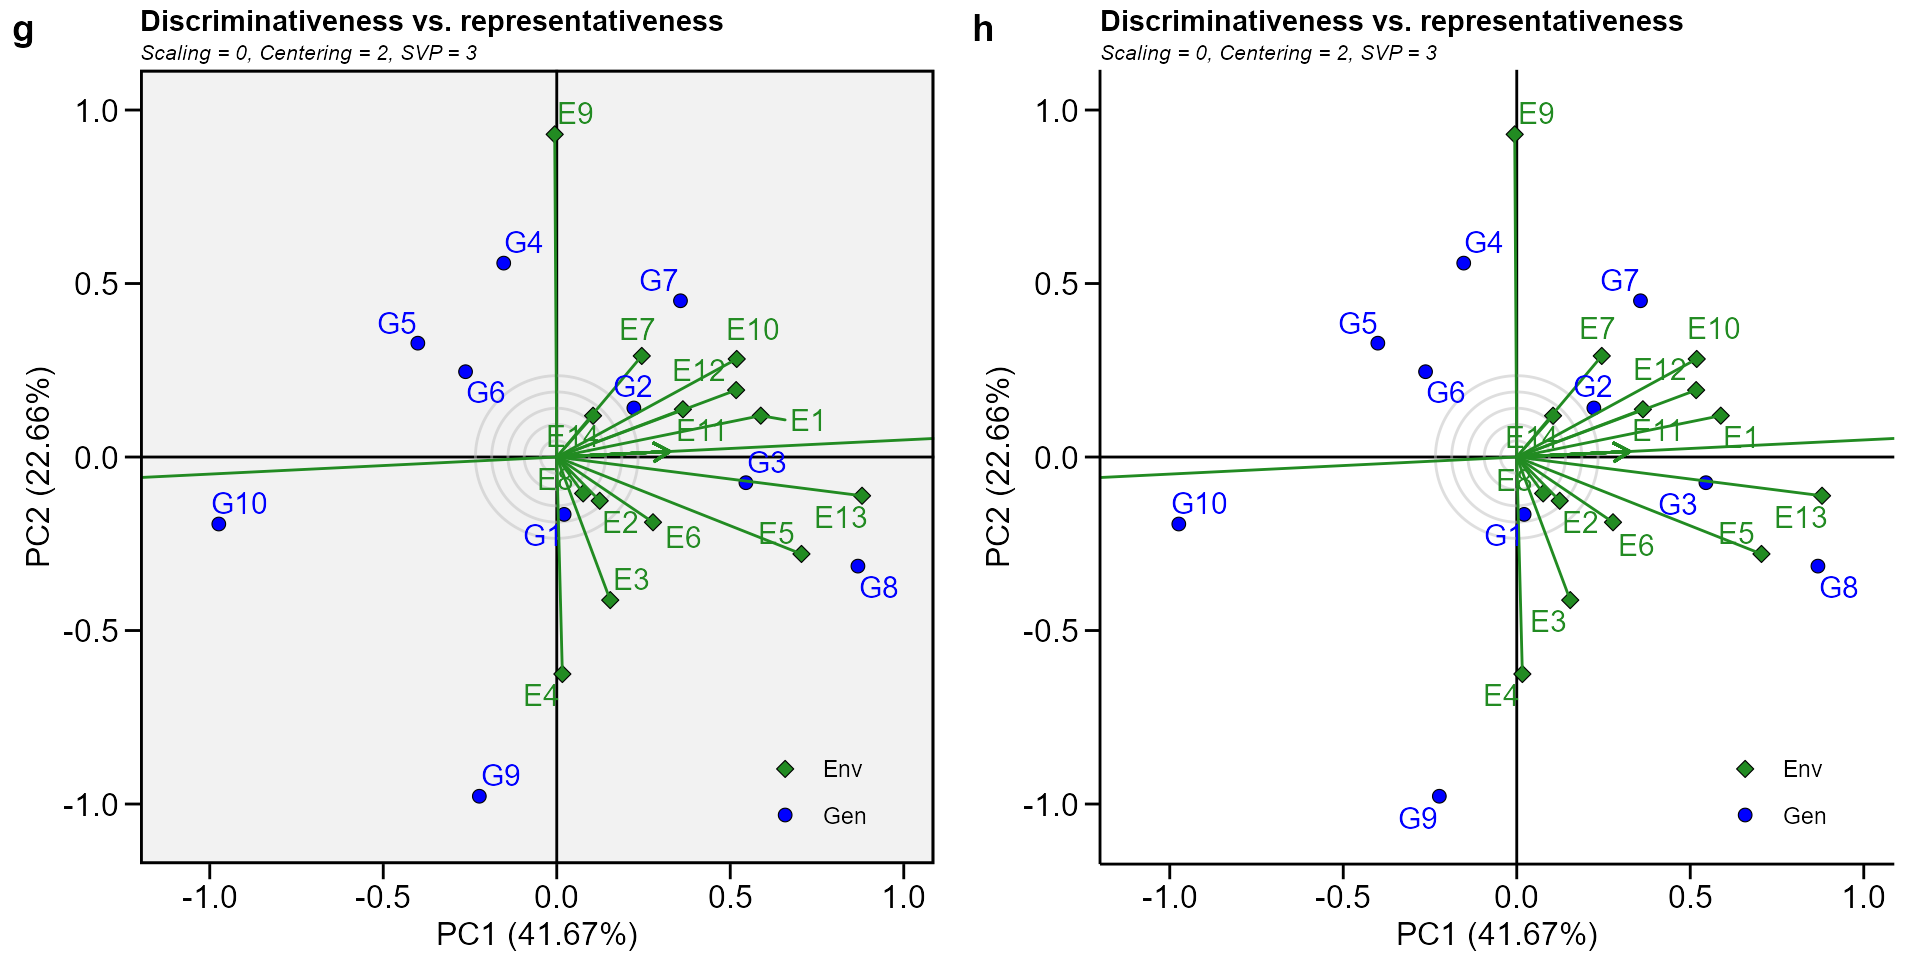 g
Discriminativeness vs. representativeness
Scaling = 0, Centering = 2, SVP = 3
1.0
0.5
0.0
-0.5
-1.0
PC2 (22.66%)
E9
G4
G7
G5
E7
E10
G6
E12
G2
E14
E11
E1
G3
G10
G1
E2
E6
E5
E13
E3
G8
E4
G9
Env
Gen
-1.0
-0.5
0.0
0.5
1.0
PC1 (41.67%)
h
Discriminativeness vs. representativeness
Scaling = 0, Centering = 2, SVP = 3
1.0
0.5
0.0
-0.5
-1.0
PC2 (22.66%)
E9
G4
G7
G5
E7
E10
G6
E12
G2
E14
E11
E1
G10
G3
G1
E2
E6
E5
E13
E3
G8
E4
G9
Env
Gen
-1.0
-0.5
0.0
0.5
1.0
PC1 (41.67%)